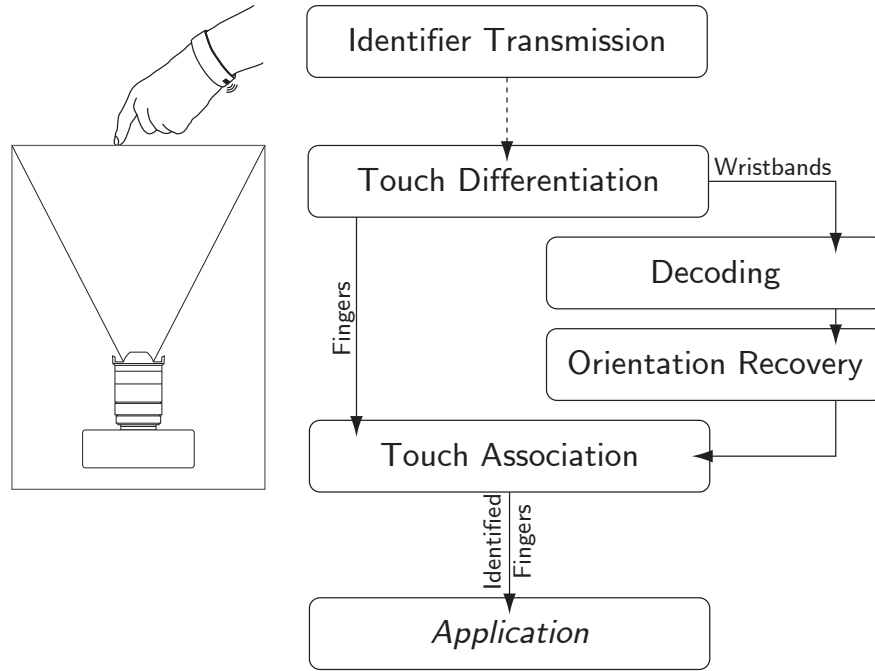 Identifier Transmission
Touch Differentiation
Wristbands
Decoding
Fingers
Orientation Recovery
Touch Association
Identified
Fingers
Application